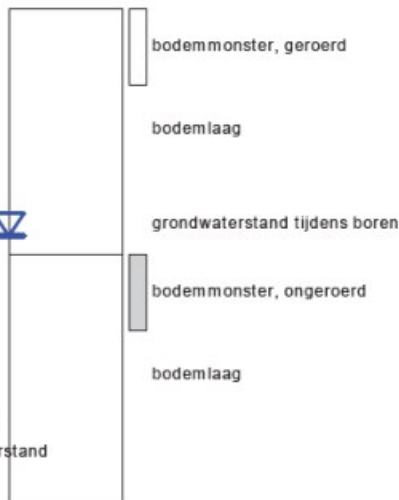 bodemmonster, geroerd
bodemlaag
grondwaterstand tijdens boren
bodemmonster, ongeroerd
bodemlaag